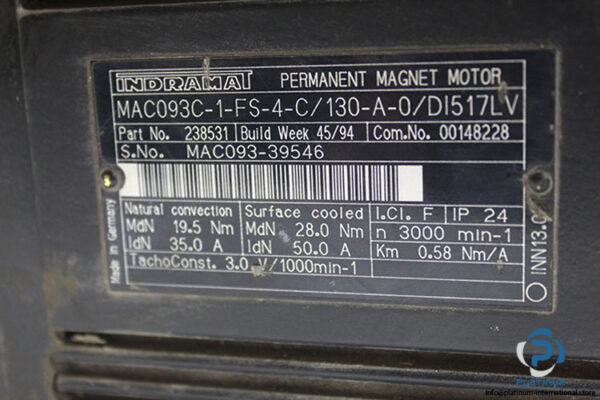 INDRAMAT PERMANENT MAGNET MOTOR
MAC093C-1-FS-4-C/130-A-0/DI517LV
Part No. 238531 Build Week 45/94 Com.No. 00148228
S.No. MAC093-39546
Made in Germany
Natural convection
MdN 19.5 Nm
IdN 35.0 A
Surface cooled
MdN 28.0 Nm
IdN 50.0 A
I.Cl. F IP 24
n 3000 min-1
Km 0.58 Nm/A
TachoConst. 3.0 V/1000min-1
INN13.0
PLATINUM
info@platinum-international.store